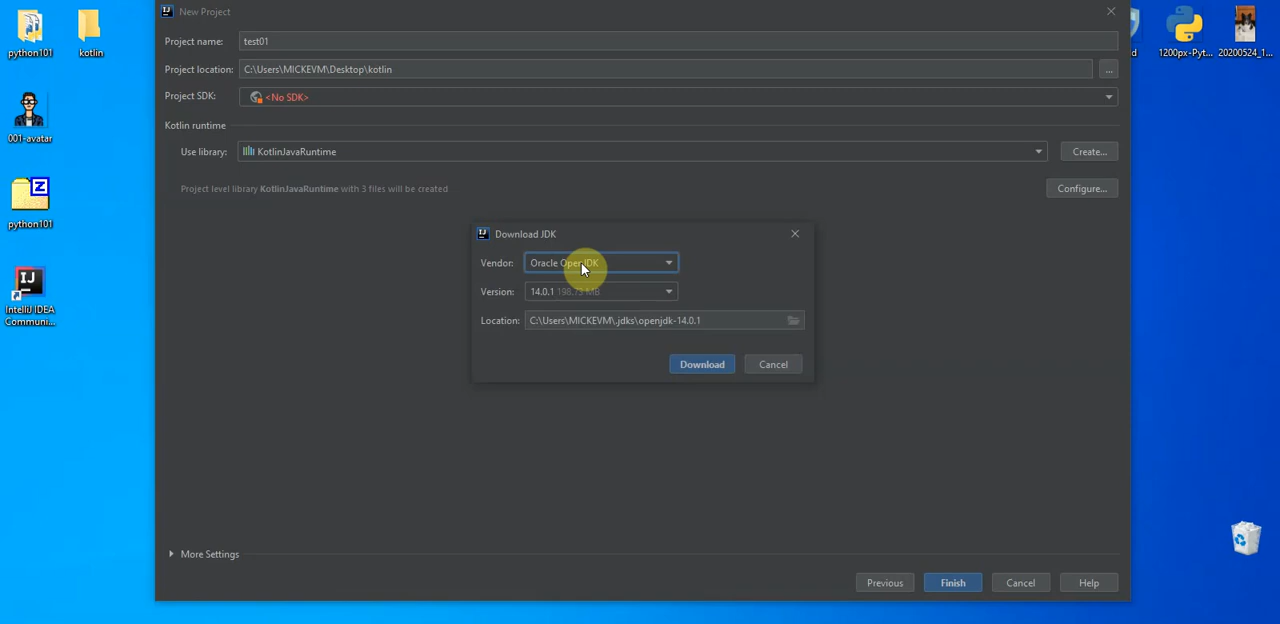 New Project
Project name:
test01
Project location:
C:\Users\MICKEVM\Desktop\kotlin
...
Project SDK:
<No SDK>
Kotlin runtime
Use library:
KotlinJavaRuntime
Create...
Project level library KotlinJavaRuntime with 3 files will be created
Configure...
Download JDK
Vendor:
Oracle OpenJDK
Version:
14.0.1 198.73 MB
Location:
C:\Users\MICKEVM\.jdks\openjdk-14.0.1
Download
Cancel
More Settings
Previous
Finish
Cancel
Help
python101
kotlin
001-avatar
python101
IntelliJ IDEA
Communi...
d
1200px-Pyt...
20200524_1...